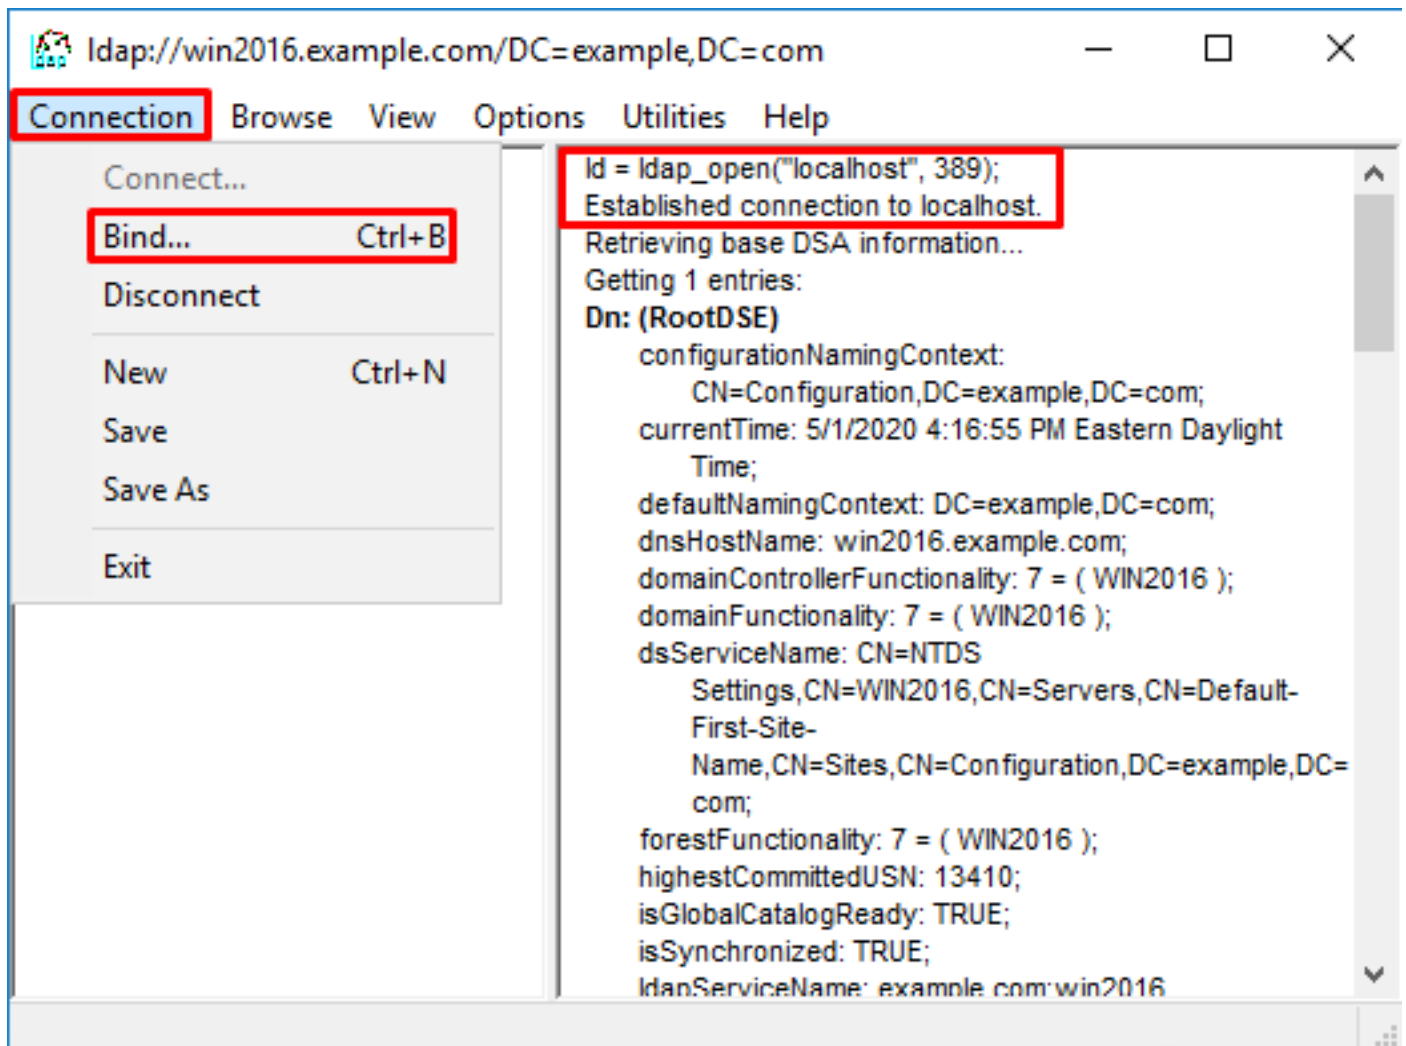 ldap://win2016.example.com/DC=example,DC=com
Connection Browse View Options Utilities Help
Connect...
Bind... Ctrl+B
Disconnect
New Ctrl+N
Save
Save As
Exit
ld = ldap_open("localhost", 389);
Established connection to localhost.
Retrieving base DSA information...
Getting 1 entries:
Dn: (RootDSE)
configurationNamingContext:
CN=Configuration,DC=example,DC=com;
currentTime: 5/1/2020 4:16:55 PM Eastern Daylight
Time;
defaultNamingContext: DC=example,DC=com;
dnsHostName: win2016.example.com;
domainControllerFunctionality: 7 = ( WIN2016 );
domainFunctionality: 7 = ( WIN2016 );
dsServiceName: CN=NTDS
Settings,CN=WIN2016,CN=Servers,CN=Default-
First-Site-
Name,CN=Sites,CN=Configuration,DC=example,DC=
com;
forestFunctionality: 7 = ( WIN2016 );
highestCommittedUSN: 13410;
isGlobalCatalogReady: TRUE;
isSynchronized: TRUE;
ldapServiceName: example.com:win2016